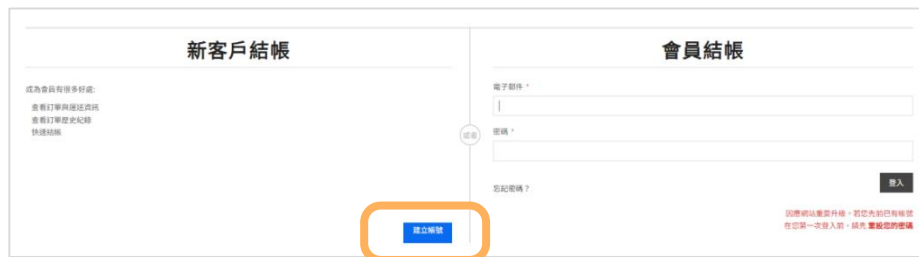 新客戶結帳
成為會員有很多好處:
查看訂單與運送資訊
查看訂單歷史紀錄
快速結帳
建立帳號
或者
會員結帳
電子郵件 *
密碼 *
忘記密碼？
登入
因應網站重要升級，若您先前已有帳號
在您第一次登入前，請先 重設您的密碼